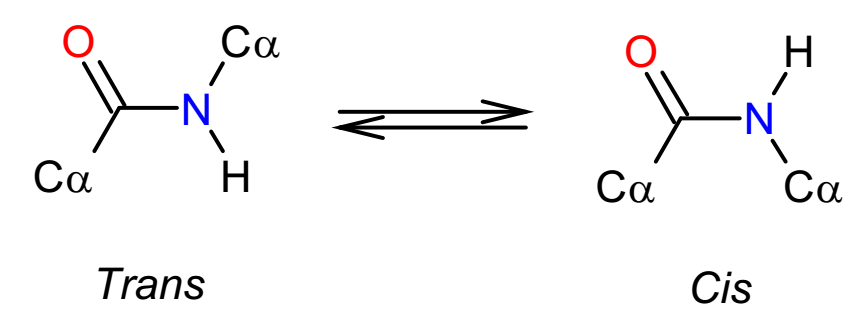 O Cα
N
Cα H
Trans
O H
N
Cα Cα
Cis